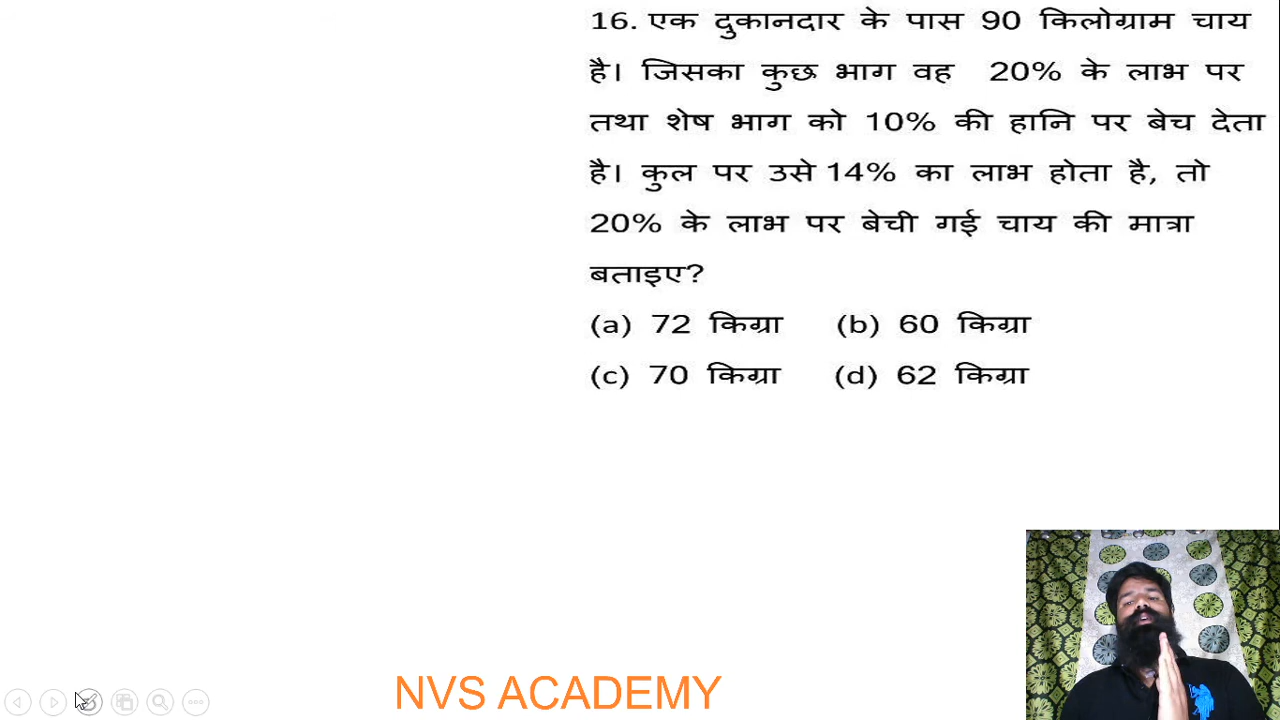 16. एक दुकानदार के पास 90 किलोग्राम चाय
है। जिसका कुछ भाग वह 20% के लाभ पर
तथा शेष भाग को 10% की हानि पर बेच देता
है। कुल पर उसे 14% का लाभ होता है, तो
20% के लाभ पर बेची गई चाय की मात्रा
बताइए?
(a) 72 किग्रा (b) 60 किग्रा
(c) 70 किग्रा (d) 62 किग्रा
NVS ACADEMY